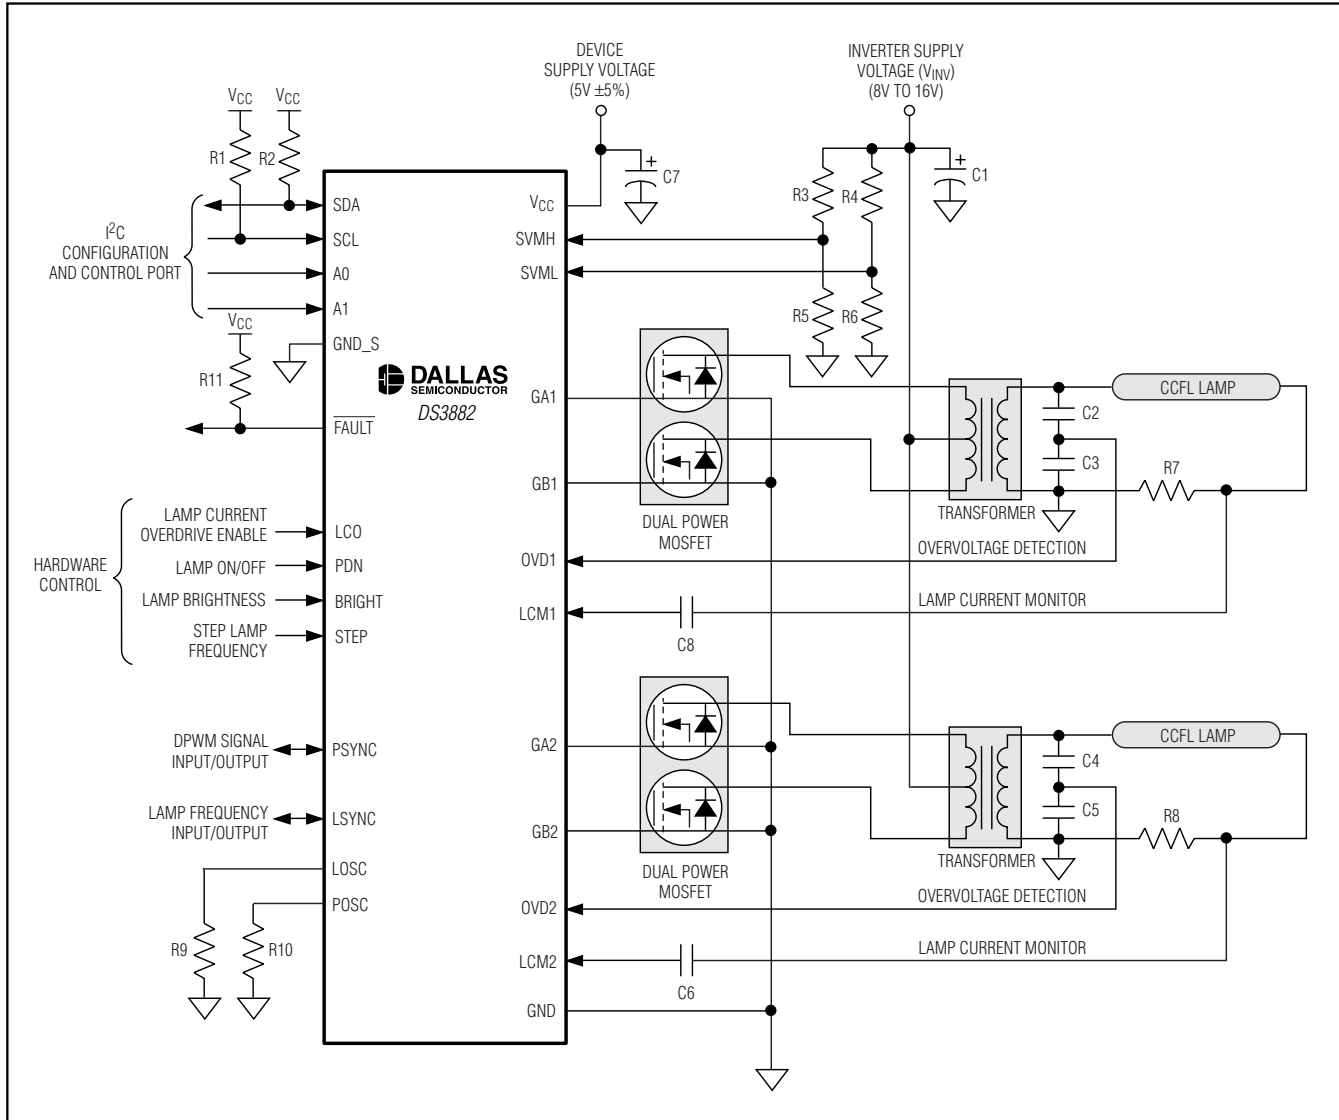 DEVICE
SUPPLY VOLTAGE
(5V ±5%)
INVERTER SUPPLY
VOLTAGE (VINV)
(8V TO 16V)
VCC
VCC
R1
R2
C7
R3
R4
C1
I2C
CONFIGURATION
AND CONTROL PORT
SDA
SCL
A0
A1
VCC
SVMH
SVML
R5
R6
VCC
R11
GND_S
FAULT
DALLAS
SEMICONDUCTOR
DS3882
GA1
GB1
DUAL POWER
MOSFET
CCFL LAMP
C2
C3
R7
TRANSFORMER
OVERVOLTAGE DETECTION
OVD1
LAMP CURRENT MONITOR
LCM1
C8
HARDWARE
CONTROL
LAMP CURRENT
OVERDRIVE ENABLE
LCO
LAMP ON/OFF
PDN
LAMP BRIGHTNESS
BRIGHT
STEP LAMP
FREQUENCY
STEP
DPWM SIGNAL
INPUT/OUTPUT
PSYNC
LAMP FREQUENCY
INPUT/OUTPUT
LSYNC
LOSC
POSC
R9
R10
GA2
GB2
DUAL POWER
MOSFET
CCFL LAMP
C4
C5
R8
TRANSFORMER
OVERVOLTAGE DETECTION
OVD2
LAMP CURRENT MONITOR
LCM2
C6
GND